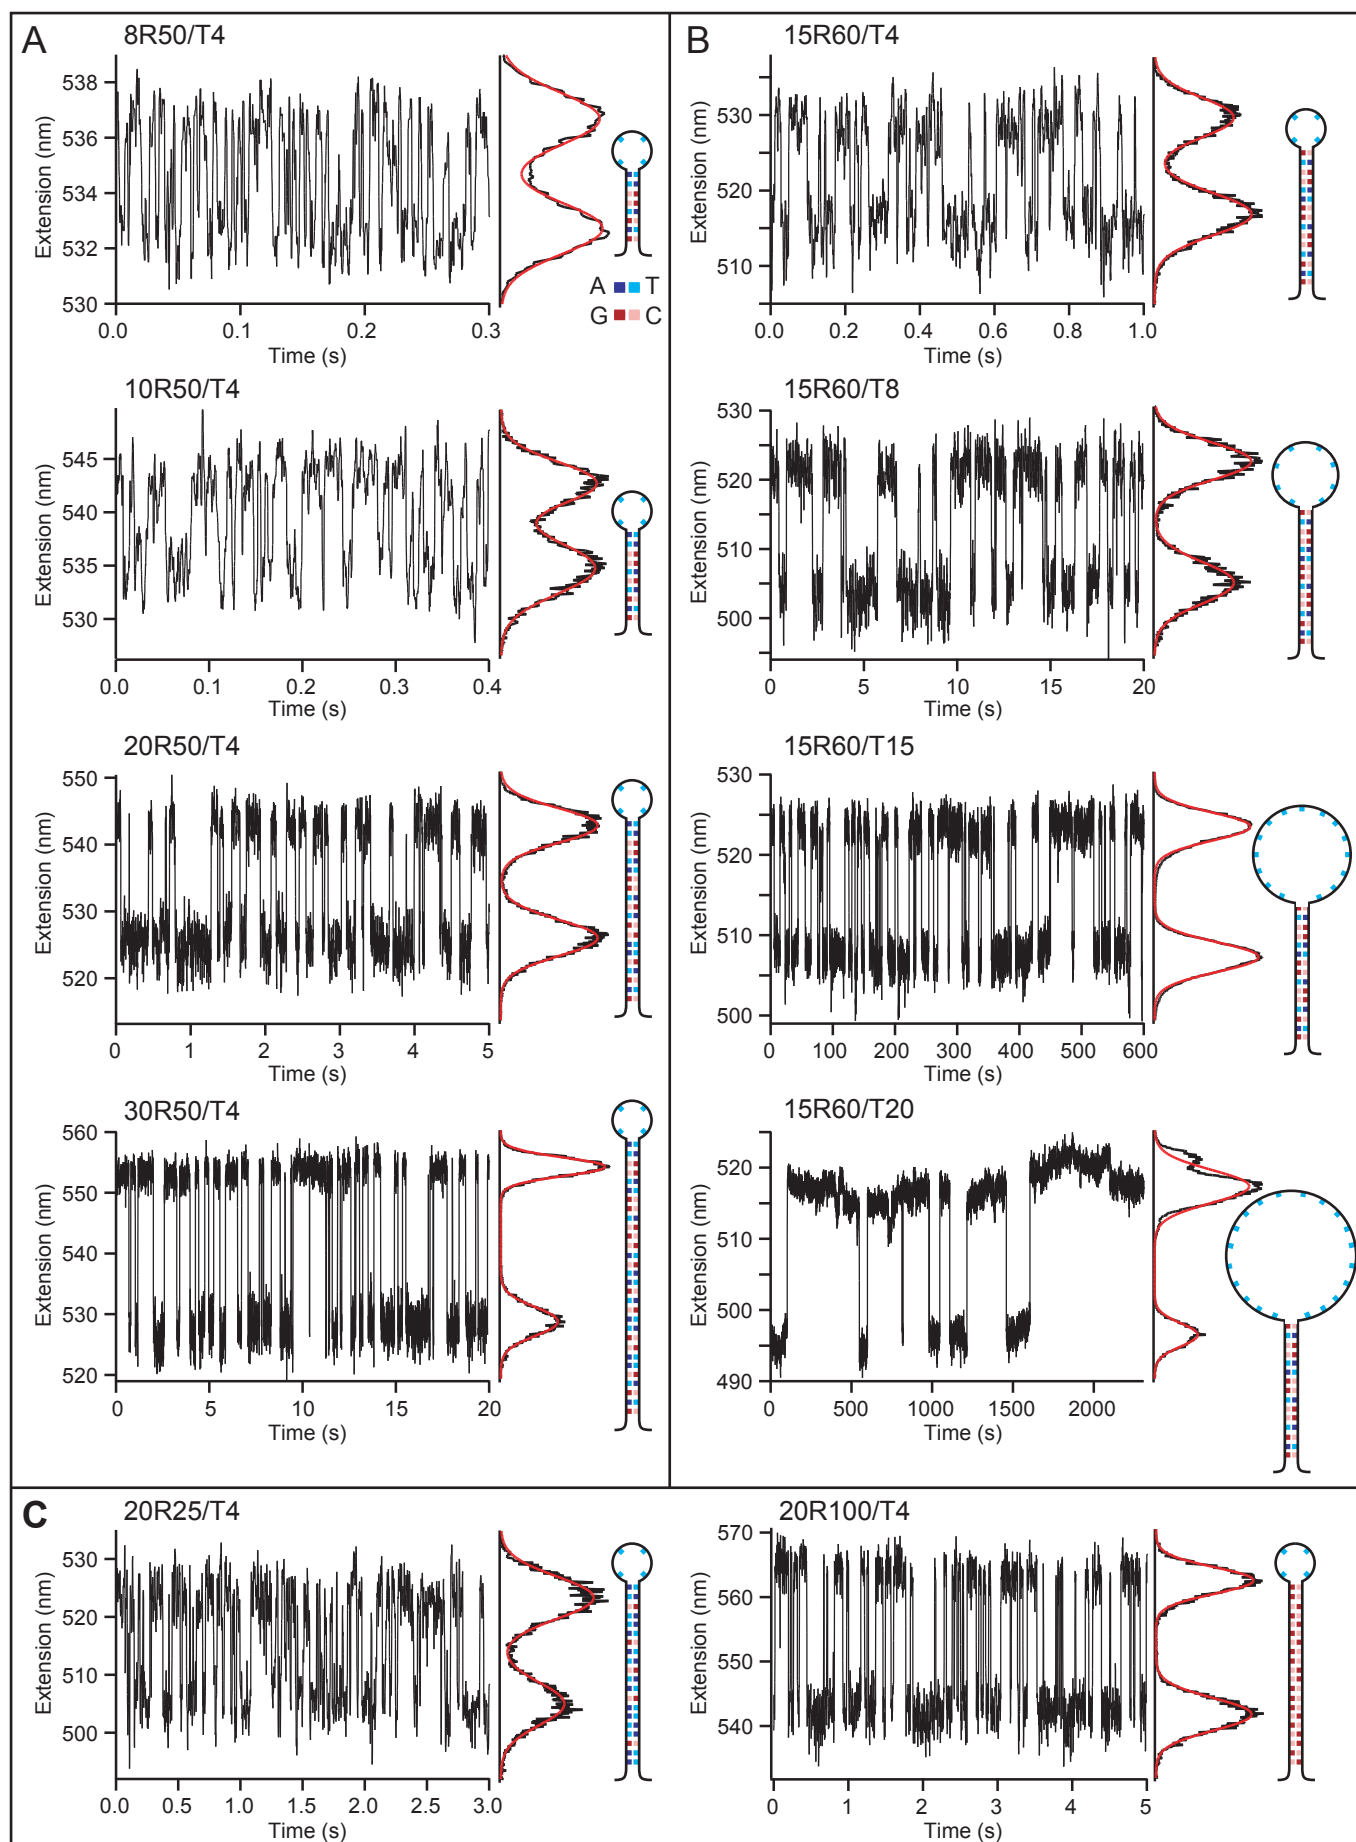 A
8R50/T4
Extension (nm)
538
536
534
532
530
0.0 0.1 0.2 0.3
Time (s)
A T
G C
10R50/T4
Extension (nm)
545
540
535
530
0.0 0.1 0.2 0.3 0.4
Time (s)
20R50/T4
Extension (nm)
550
540
530
520
0 1 2 3 4 5
Time (s)
30R50/T4
Extension (nm)
560
550
540
530
520
0 5 10 15 20
Time (s)
B
15R60/T4
Extension (nm)
530
520
510
0.0 0.2 0.4 0.6 0.8 1.0
Time (s)
15R60/T8
Extension (nm)
530
520
510
500
0 5 10 15 20
Time (s)
15R60/T15
Extension (nm)
530
520
510
500
0 100 200 300 400 500 600
Time (s)
15R60/T20
Extension (nm)
520
510
500
490
0 500 1000 1500 2000
Time (s)
C
20R25/T4
Extension (nm)
530
520
510
500
0.0 0.5 1.0 1.5 2.0 2.5 3.0
Time (s)
20R100/T4
Extension (nm)
570
560
550
540
0 1 2 3 4 5
Time (s)